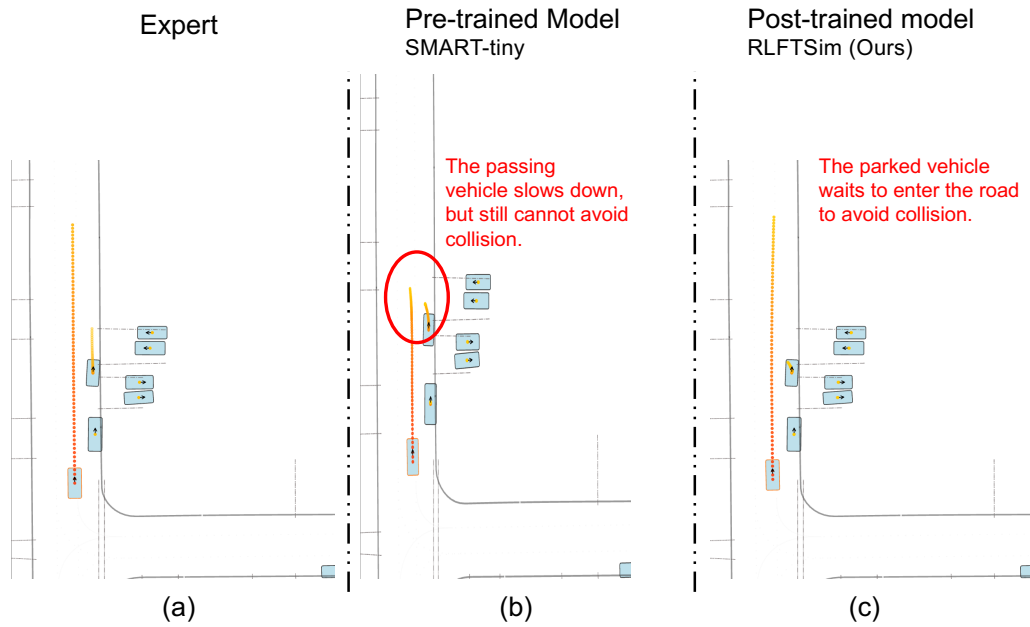 Expert
Pre-trained Model
SMART-tiny
Post-trained model
RLFTSim (Ours)
The passing
vehicle slows down,
but still cannot avoid
collision.
The parked vehicle
waits to enter the road
to avoid collision.
(a)
(b)
(c)